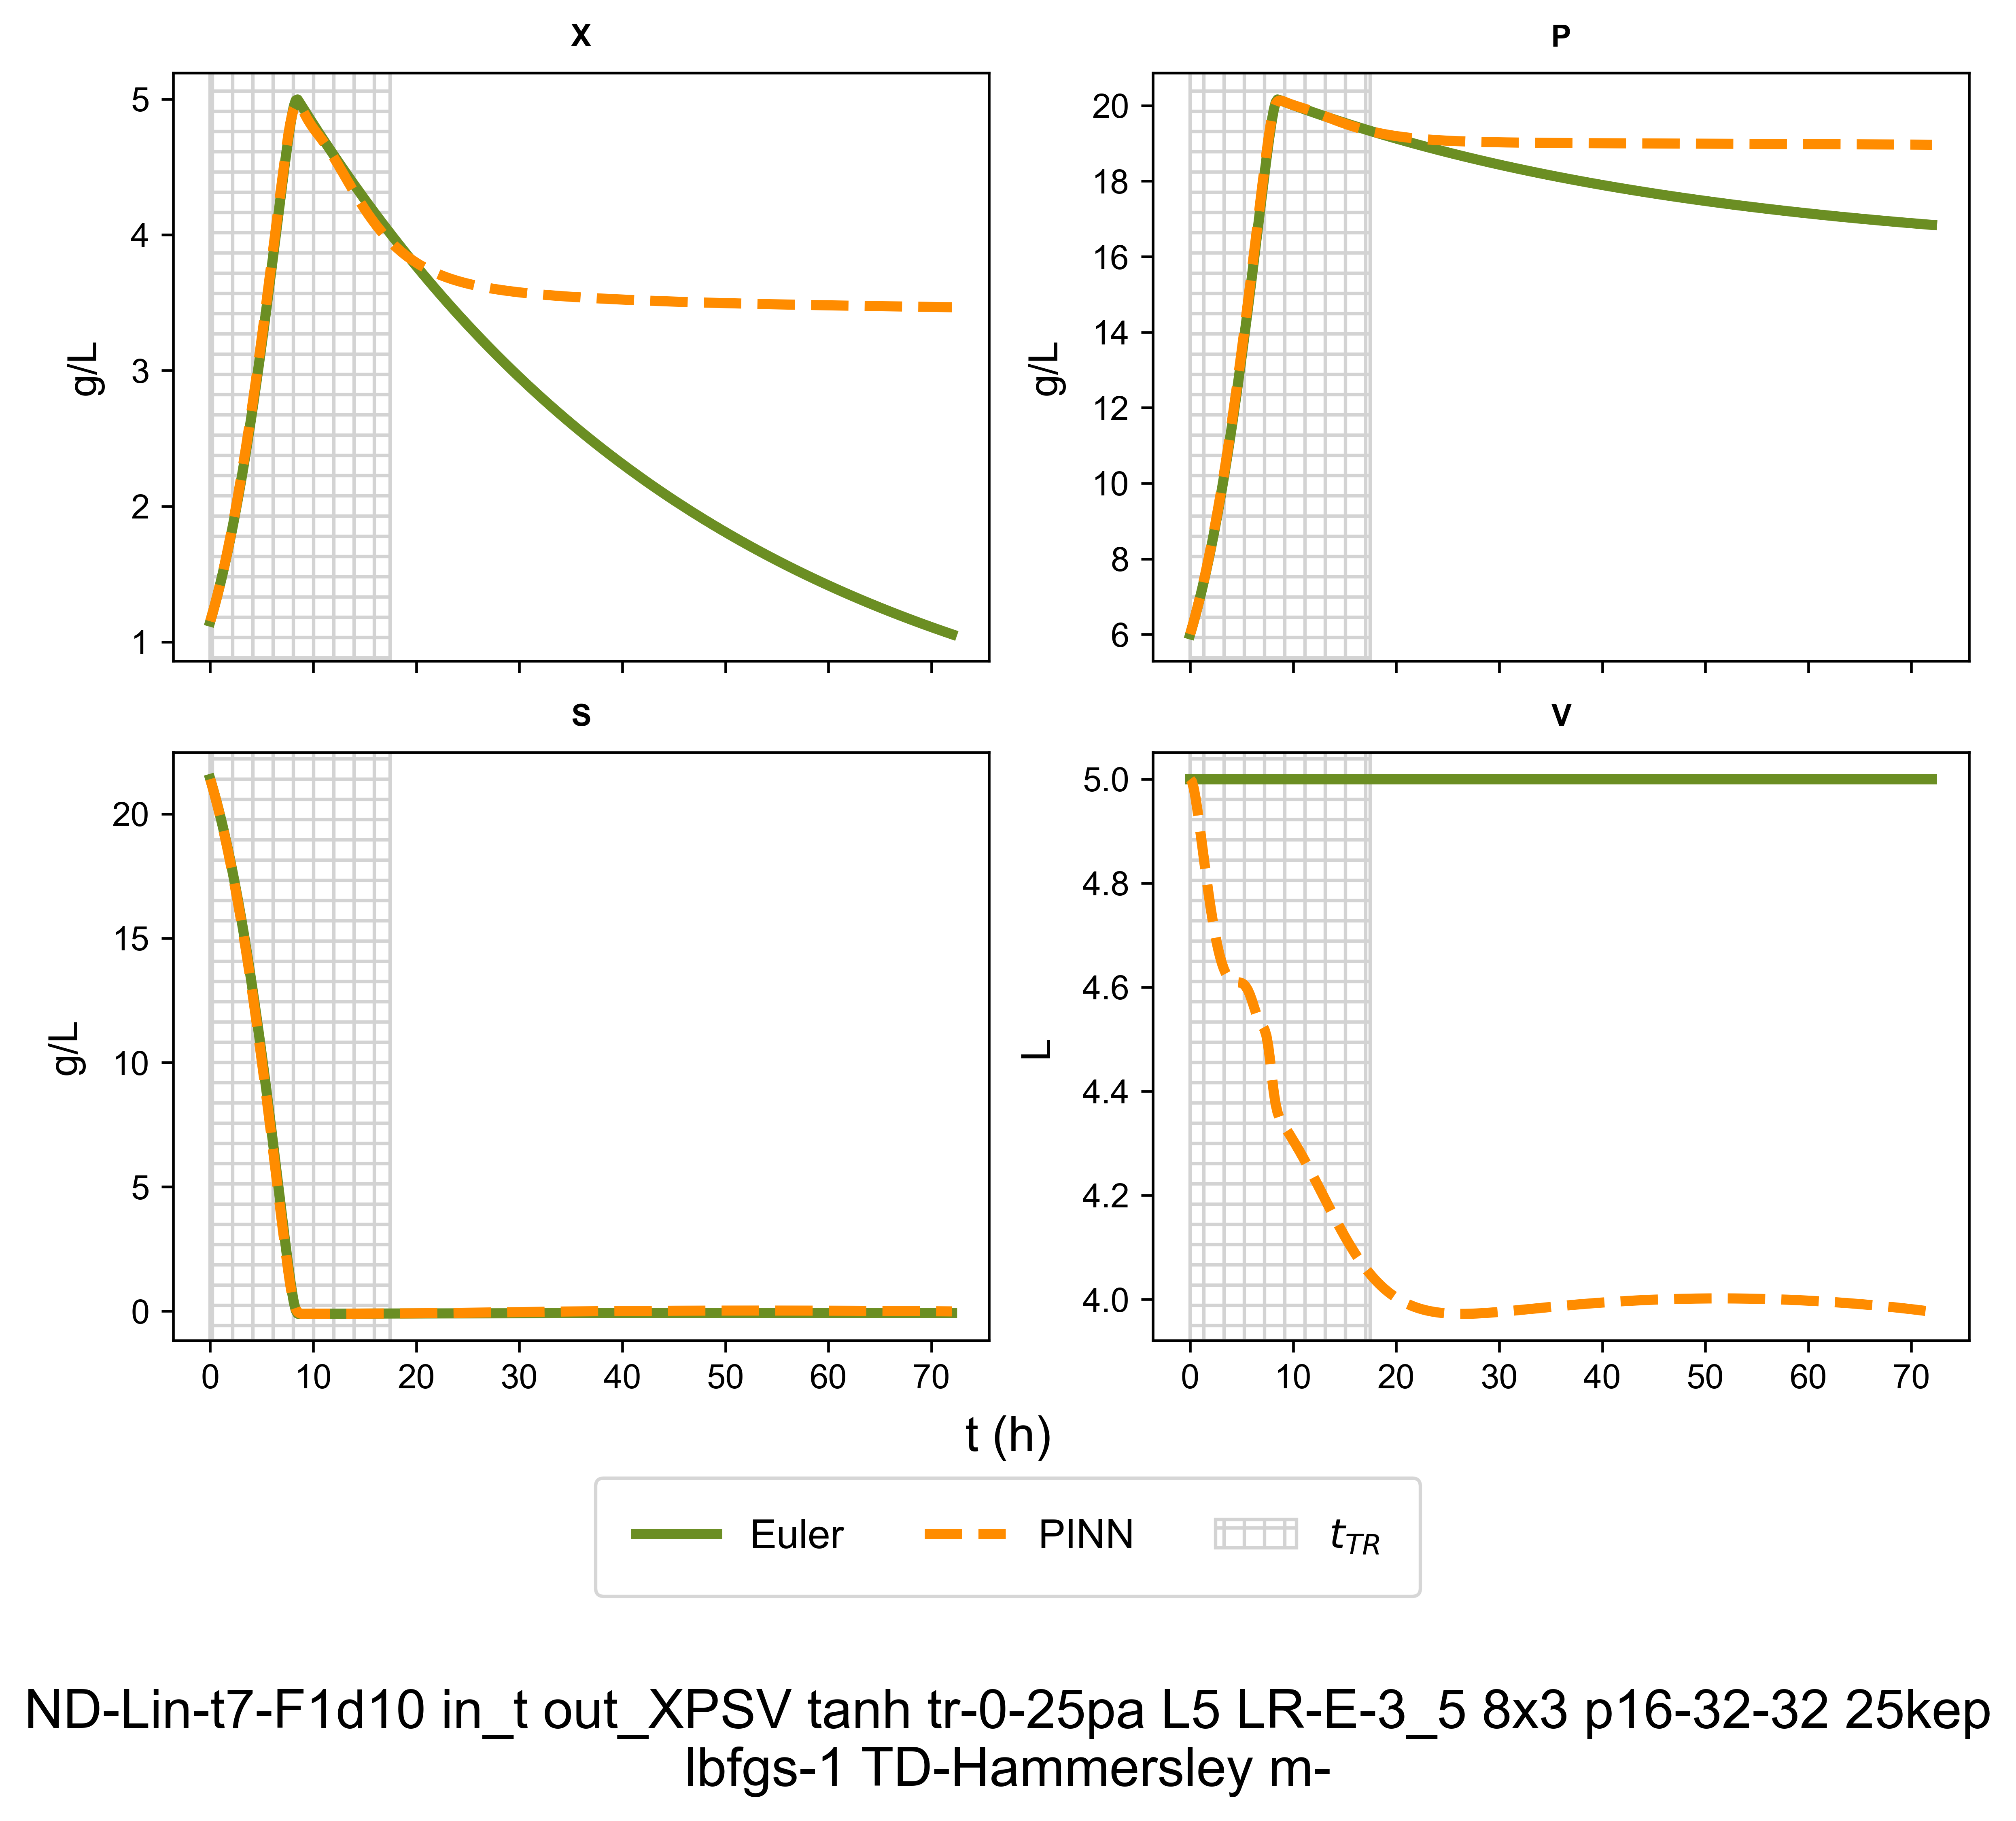 X
P
5
4
3
2
1
g/L
20
18
16
14
12
10
8
6
g/L
S
V
20
15
10
5
0
g/L
0 10 20 30 40 50 60 70
5.0
4.8
4.6
4.4
4.2
4.0
L
0 10 20 30 40 50 60 70
t (h)
Euler PINN tTR
ND-Lin-t7-F1d10 in_t out_XPSV tanh tr-0-25pa L5 LR-E-3_5 8x3 p16-32-32 25kep
lbfgs-1 TD-Hammersley m-